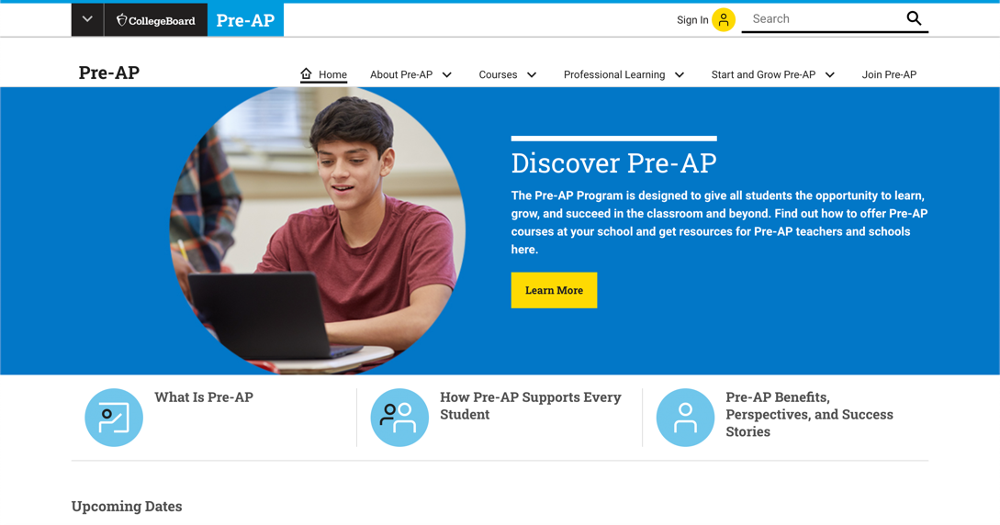 CollegeBoard
Pre-AP
Sign In
Search
Pre-AP
Home
About Pre-AP
Courses
Professional Learning
Start and Grow Pre-AP
Join Pre-AP
Discover Pre-AP
The Pre-AP Program is designed to give all students the opportunity to learn,
grow, and succeed in the classroom and beyond. Find out how to offer Pre-AP
courses at your school and get resources for Pre-AP teachers and schools
here.
Learn More
What Is Pre-AP
How Pre-AP Supports Every
Student
Pre-AP Benefits,
Perspectives, and Success
Stories
Upcoming Dates